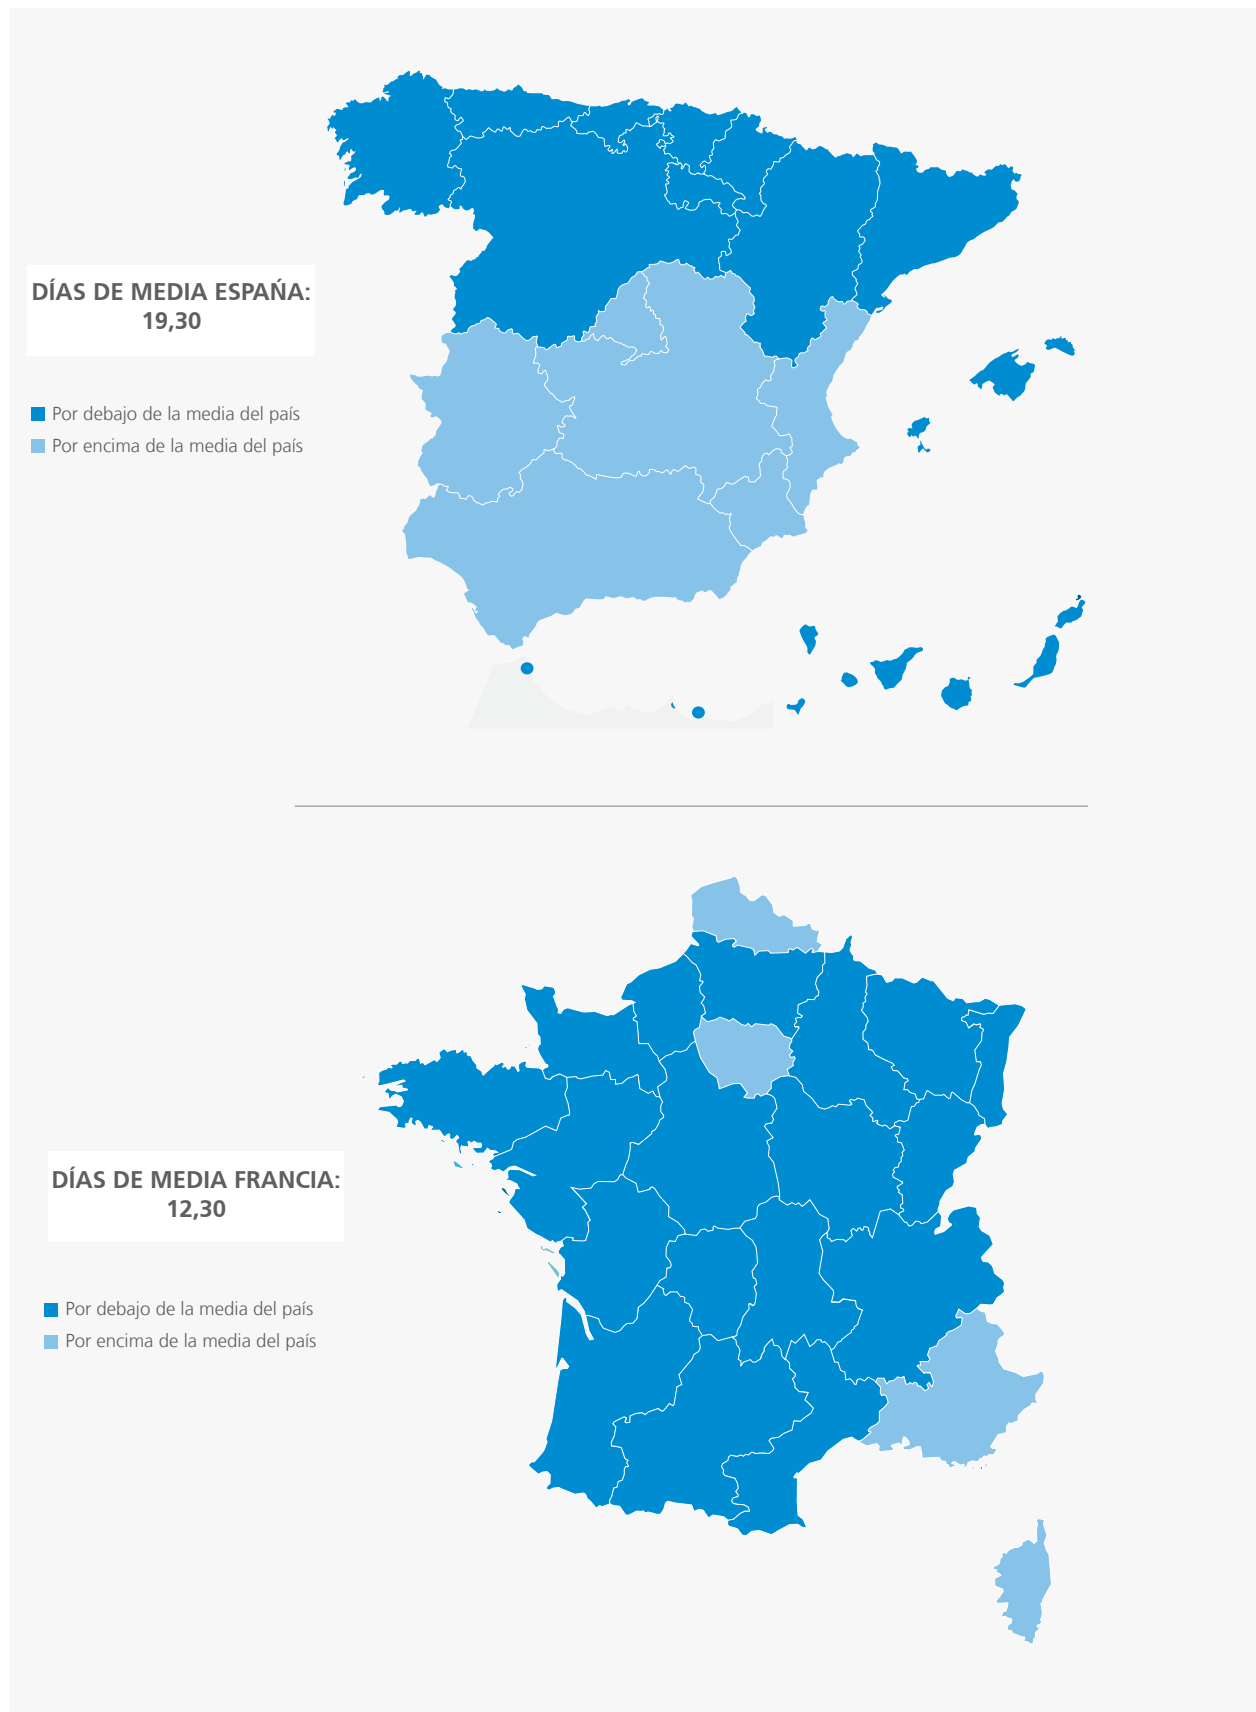 DÍAS DE MEDIA ESPAŃA:
19,30
Por debajo de la media del país
Por encima de la media del país
DÍAS DE MEDIA FRANCIA:
12,30
Por debajo de la media del país
Por encima de la media del país